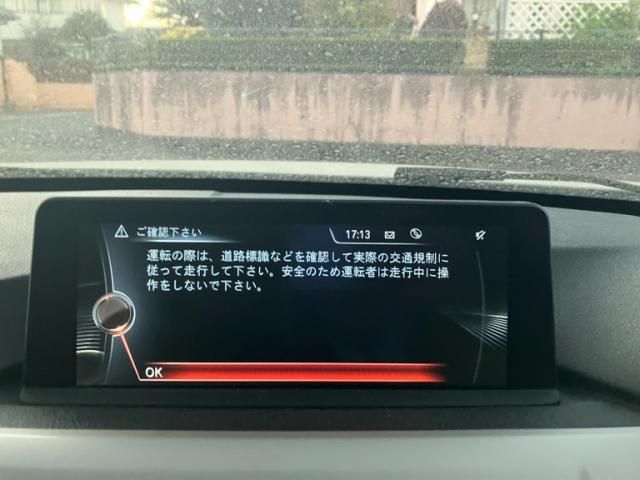 ご確認下さい
17:13
運転の際は、道路標識などを確認して実際の交通規制に
従って走行して下さい。安全のため運転者は走行中に操
作をしないで下さい。
OK